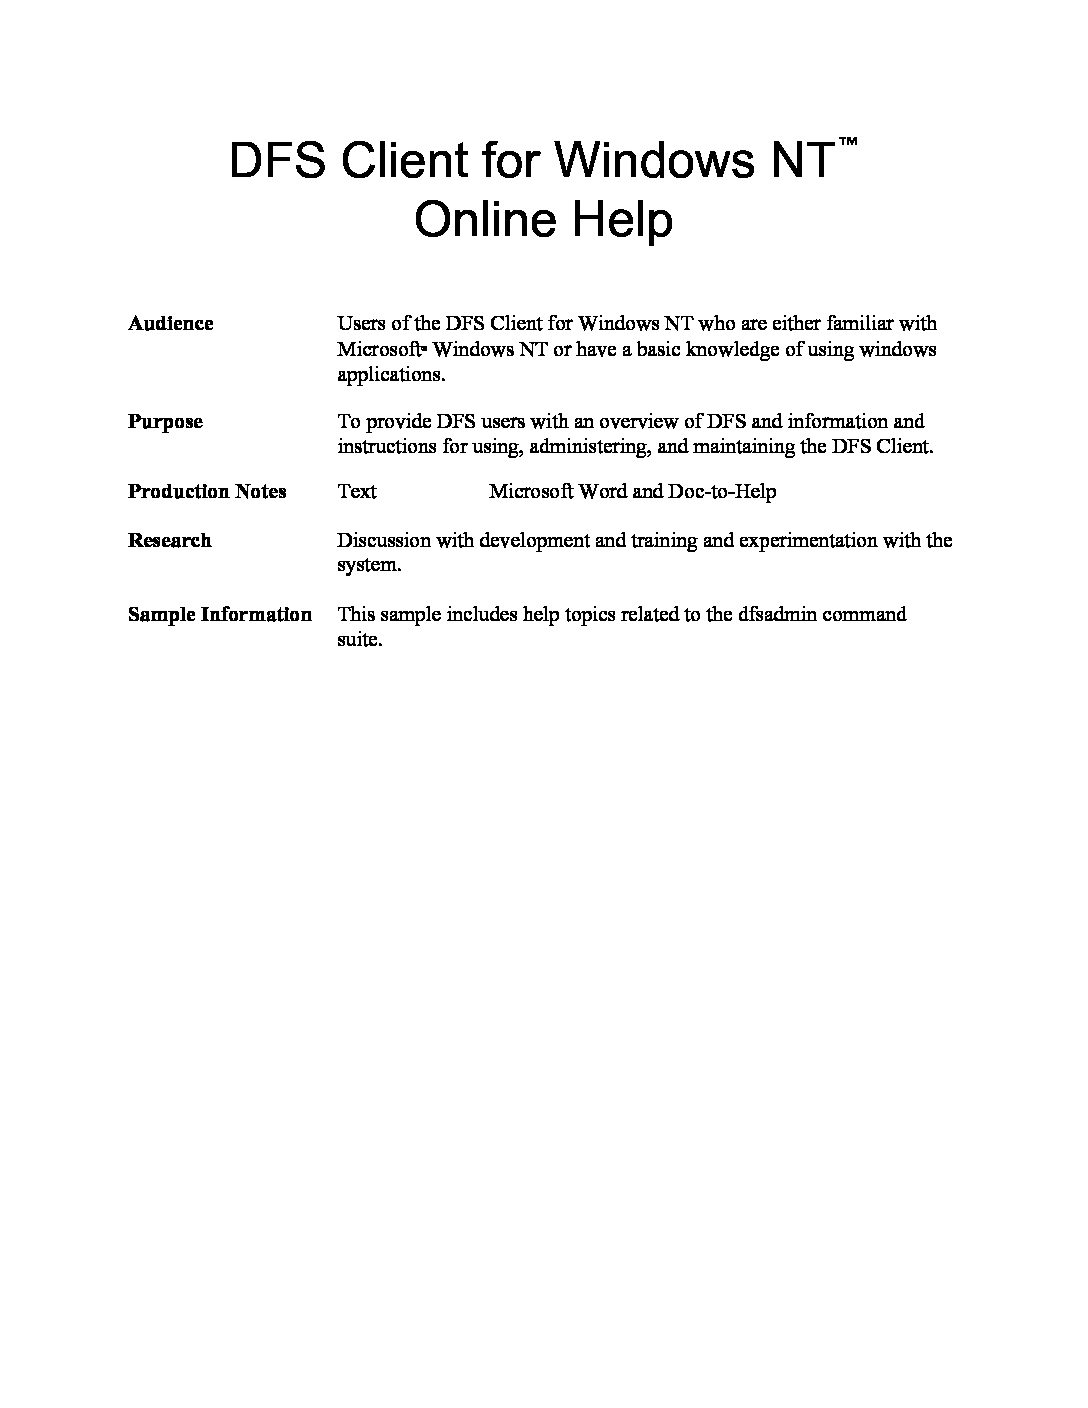 DFS Client for Windows NT™
Online Help
Audience Users of the DFS Client for Windows NT who are either familiar with
Microsoft® Windows NT or have a basic knowledge of using windows
applications.
Purpose To provide DFS users with an overview of DFS and information and
instructions for using, administering, and maintaining the DFS Client.
Production Notes Text Microsoft Word and Doc-to-Help
Research Discussion with development and training and experimentation with the
system.
Sample Information This sample includes help topics related to the dfsadmin command
suite.